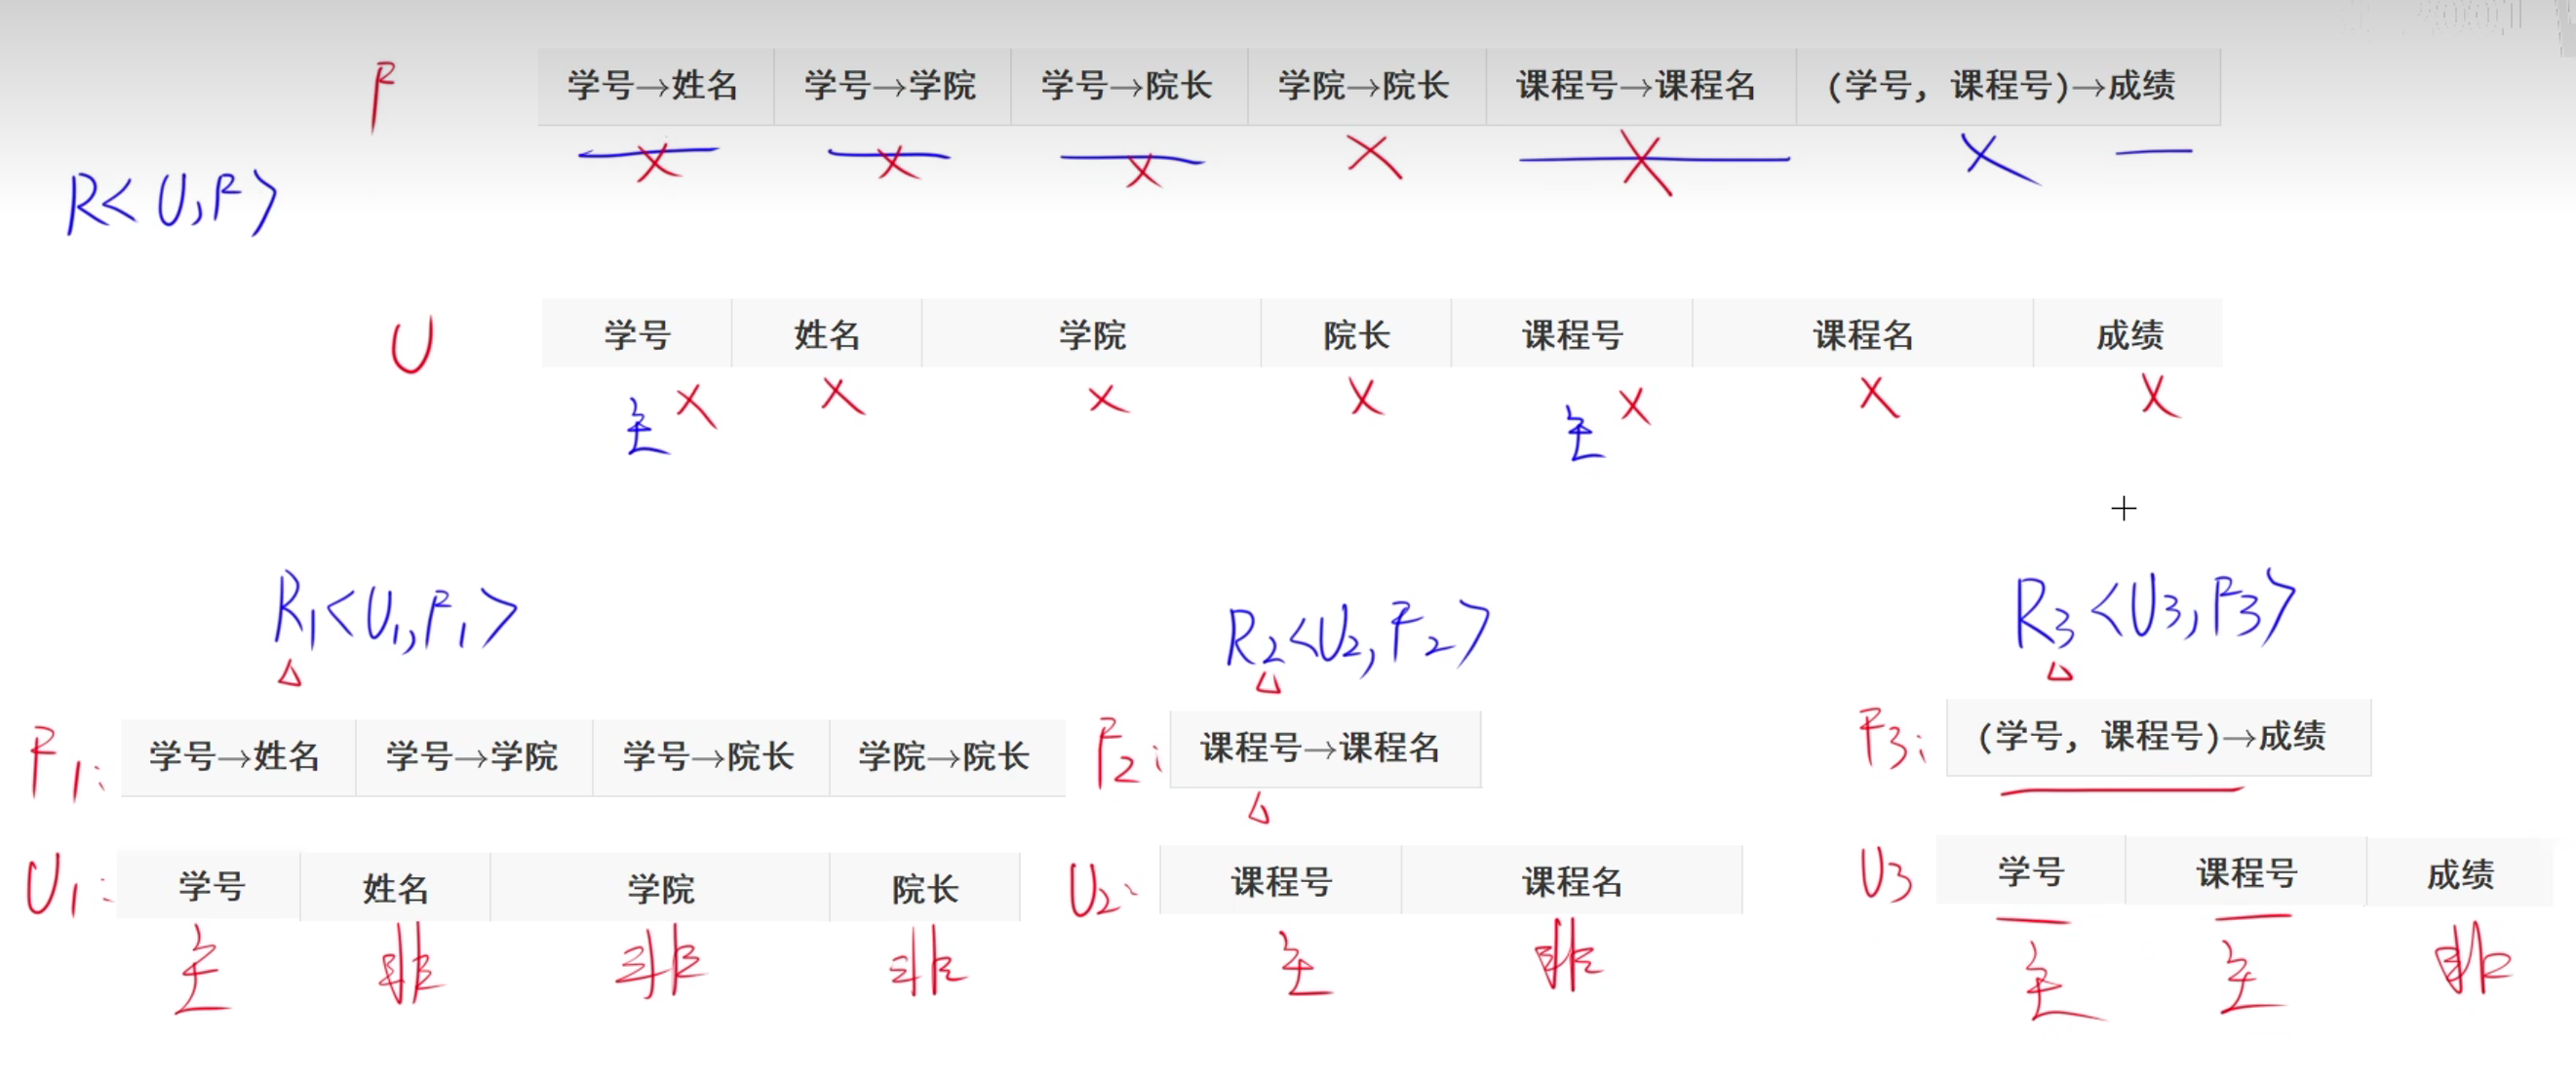 F 学号→姓名 学号→学院 学号→院长 学院→院长 课程号→课程名 (学号，课程号)→成绩
R<U,F>
U 学号 姓名 学院 院长 课程号 课程名 成绩
主 主
R1<U1,F1> R2<U2,F2> R3<U3,F3>
F1: 学号→姓名 学号→学院 学号→院长 学院→院长 F2: 课程号→课程名 F3: (学号，课程号)→成绩
U1: 学号 姓名 学院 院长 U2: 课程号 课程名 U3 学号 课程号 成绩
主 非 非 非 主 非 主 主 非